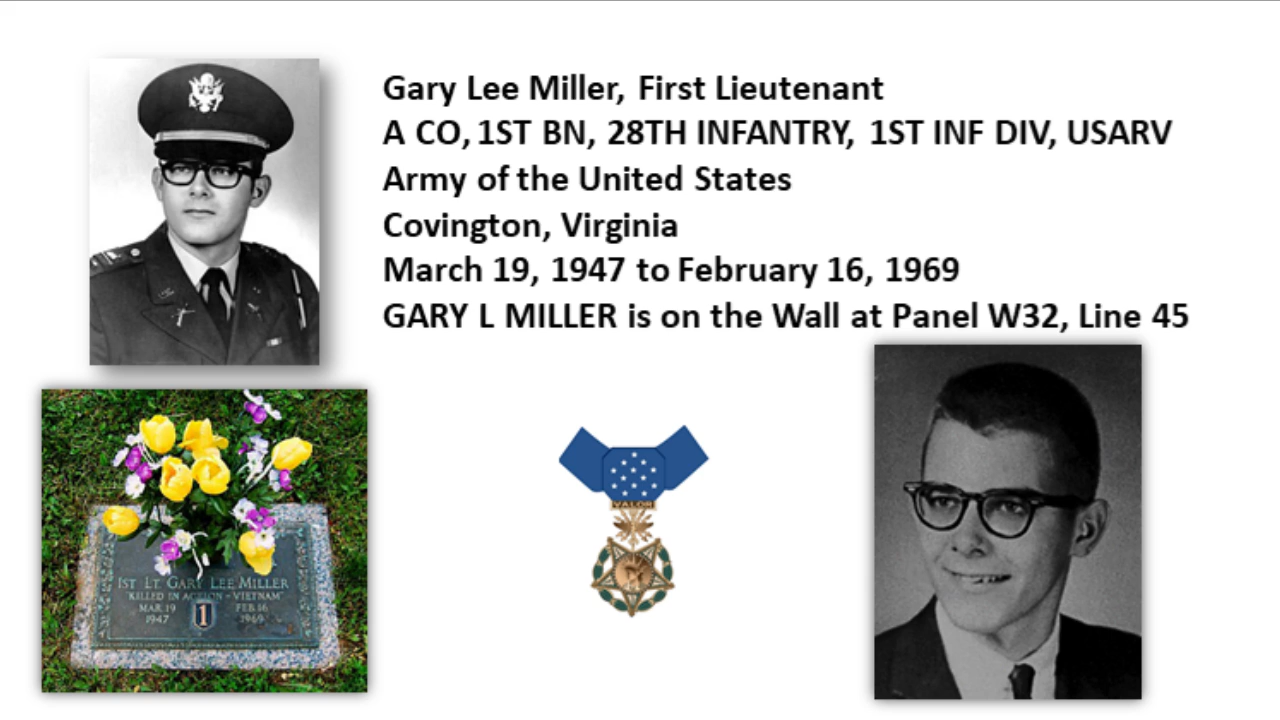 Gary Lee Miller, First Lieutenant
A CO, 1ST BN, 28TH INFANTRY, 1ST INF DIV, USARV
Army of the United States
Covington, Virginia
March 19, 1947 to February 16, 1969
GARY L MILLER is on the Wall at Panel W32, Line 45
VALOR
1ST LT. GARY LEE MILLER
"KILLED IN ACTION - VIETNAM"
MAR 19 FEB 16
1947 1 1969